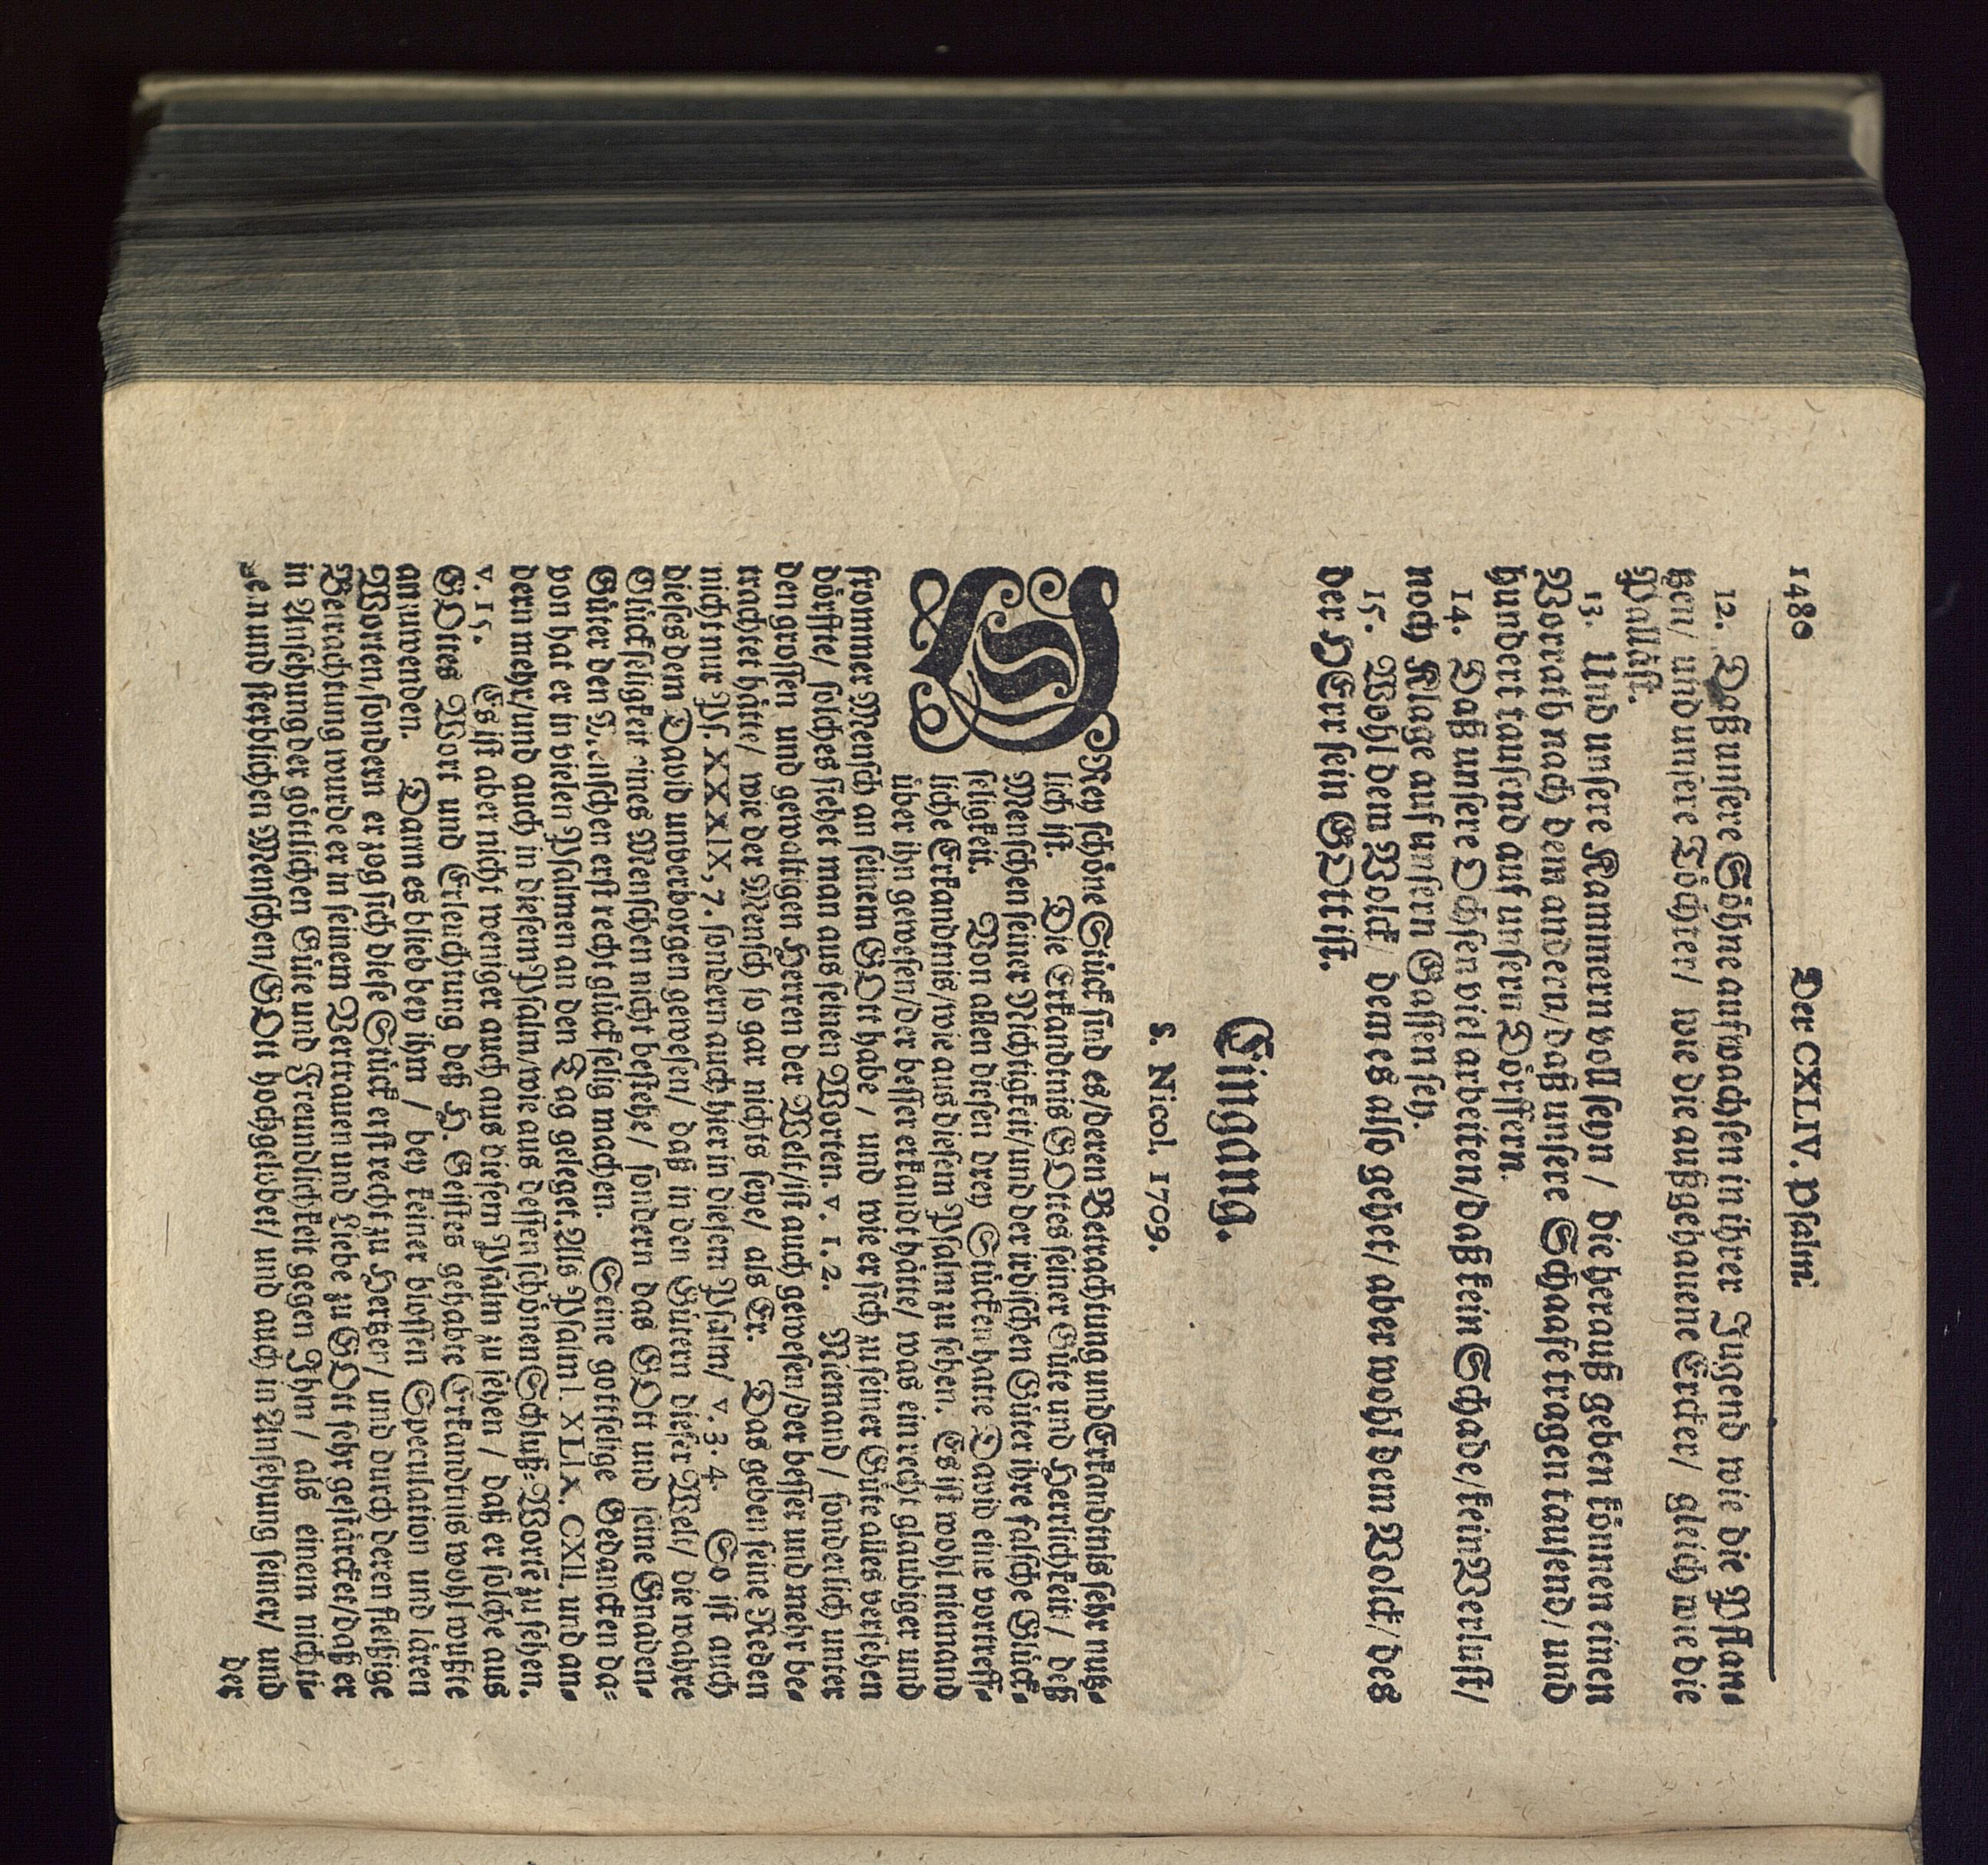 1480 Der CXLIV. Psalm.
12. Daß unsere Söhne aufwachsen in ihrer Jugend wie die Pflan-
tzen/ und unsere Töchter/ wie die außgehauene Ercker/ gleich wie die
Palläst.
13. Und unsere Kammern voll seyn / die herauß geben können einen
Vorrath nach dem andern/ daß unsere Schaafe tragen tausend/ und
hundert tausend auf unsern Dörffern.
14. Daß unsere Ochsen viel arbeiten/ daß kein Schade/ kein Verlust/
noch Klage auf unsern Gassen sey.
15. Wohl dem Volck/ dem es also gehet/ aber wohl dem Volck/ des
der HErr sein GOtt ist.
Eingang.
S. Nicol. 1709.
DRey schöne Stück sind es/ deren Betrachtung und Erkandtnis sehr nutz-
lich ist. Die Erkandtnis GOttes seiner Güte und Herrlichkeit/ deß
Menschen seiner Nichtigkeit/ und der irdischen Güter ihre falsche Glück-
seligkeit. Von allen diesen drey Stücken hatte David eine vortreff-
liche Erkandtnis/ wie aus diesem Psalm zu sehen. Es ist wohl niemand
über ihn gewesen/ der besser erkandt hätte/ was ein recht glaubiger und
frommer Mensch an seinem GOtt habe / und wie er sich zu seiner Güte alles versehen
dörffte/ solches siehet man aus seinen Worten. v. 1. 2. Niemand / sonderlich unter
den grossen und gewaltigen Herren der Welt/ ist auch gewesen/ der besser und mehr be-
trachtet hätte/ wie der Mensch so gar nichts seye/ als Er. Das geben seine Reden
nicht nur Ps. XXXIX, 7. sondern auch hier in diesen Psalm/ v. 3. 4. So ist auch
dieses dem David unverborgen gewesen/ daß in den Gütern dieser Welt/ die wahre
Glückseligkeit eines Menschen nicht bestehe/ sondern das GOtt und seine Gnaden-
Güter den Menschen erst recht glückselig machen. Seine gottselige Gedancken da-
von hat er in vielen Psalmen an den Tag geleget. Als Psalm l. XLIX. CXII. und an-
dern mehr/ und auch in diesen Psalm/ wie aus dessen schönen Schluß-Worte zu sehen.
v. 15. Es ist aber nicht weniger auch aus diesem Psalm zu sehen / daß er solche aus
GOttes Wort und Erleuchtung deß H. Geistes gehabte Erkandtnis wohl wußte
anzuwenden. Dann es blieb bey ihm / bey keiner blossen Speculation und lären
Worten, sondern er zog sich diese Stück erst recht zu Hertzen/ und durch deren fleißige
Betrachtung wurde er in seinem Vertrauen und Liebe zu GOtt sehr gestärcket/ daß er
in Ansehung der göttlichen Güte und Freundlichkeit gegen Ihm / als einem nichti-
gen und sterblichen Menschen/ GOtt hochgelobet/ und auch in Ansehung seiner/ und
der